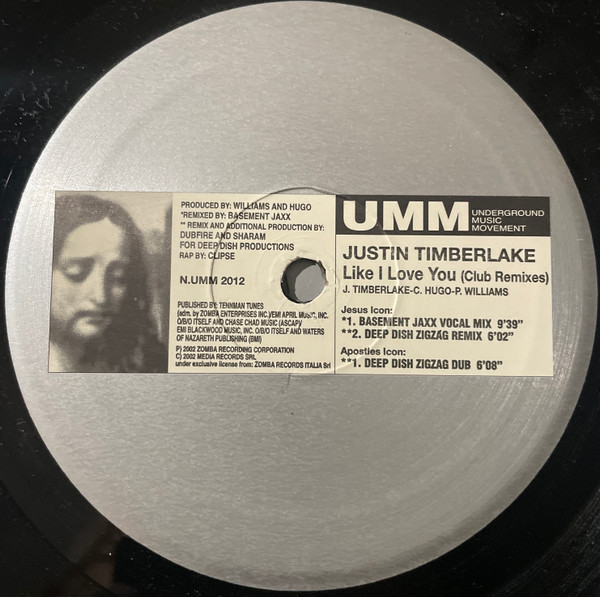 PRODUCED BY: WILLIAMS AND HUGO
*REMIXED BY: BASEMENT JAXX
** REMIX AND ADDITIONAL PRODUCTION BY:
DUBFIRE AND SHARAM
FOR DEEP DISH PRODUCTIONS
RAP BY: CLIPSE
N.UMM 2012
PUBLISHED BY: TENNMAN TUNES
(adm. by ZOMBA ENTERPRISES INC.)/EMI APRIL MUSIC, INC.
O/B/O ITSELF AND CHASE CHAD MUSIC (ASCAP)/
EMI BLACKWOOD MUSIC, INC. O/B/O ITSELF AND WATERS
OF NAZARETH PUBLISHING (BMI)
P) 2002 ZOMBA RECORDING CORPORATION
C) 2002 MEDIA RECORDS SRL
under exclusive license from: ZOMBA RECORDS ITALIA Srl
UMM UNDERGROUND
MUSIC
MOVEMENT
JUSTIN TIMBERLAKE
Like I Love You (Club Remixes)
J. TIMBERLAKE-C. HUGO-P. WILLIAMS
Jesus Icon:
*1. BASEMENT JAXX VOCAL MIX 9'39"
**2. DEEP DISH ZIGZAG REMIX 6'02"
Apostles Icon:
**1. DEEP DISH ZIGZAG DUB 6'08"